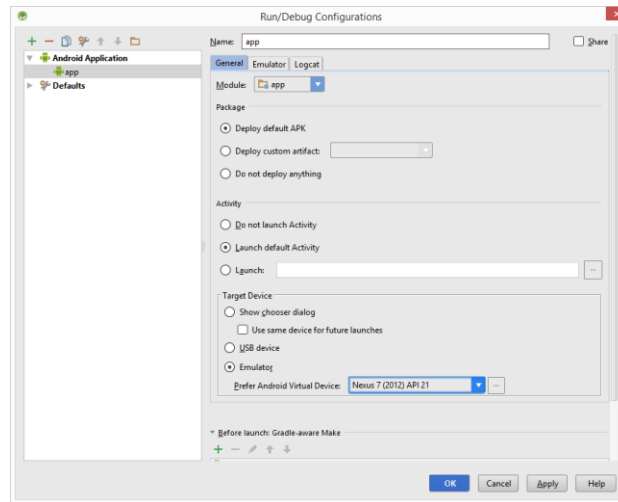 Run/Debug Configurations
Android Application
app
Defaults
Name: app
Share
General Emulator Logcat
Module: app
Package
Deploy default APK
Deploy custom artifact:
Do not deploy anything
Activity
Do not launch Activity
Launch default Activity
Launch:
Target Device
Show chooser dialog
Use same device for future launches
USB device
Emulator
Prefer Android Virtual Device: Nexus 7 (2012) API 21
Before launch: Gradle-aware Make
OK Cancel Apply Help